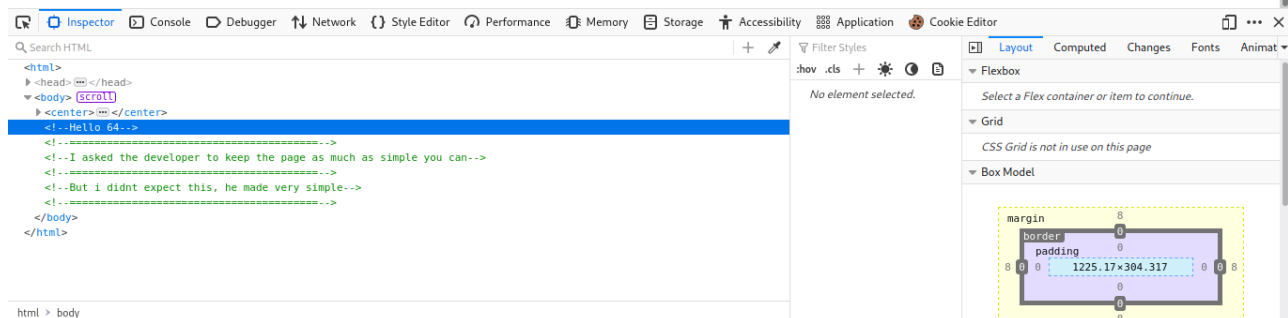 Inspector Console Debugger Network Style Editor Performance Memory Storage Accessibility Application Cookie Editor
Search HTML
<html>
<head> </head>
<body> scroll
<center> </center>
<!--Hello 64-->
<!--========================================-->
<!--I asked the developer to keep the page as much as simple you can-->
<!--========================================-->
<!--But i didnt expect this, he made very simple-->
<!--========================================-->
</body>
</html>
html > body
Filter Styles
:hov .cls
No element selected.
Layout Computed Changes Fonts Animat
Flexbox
Select a Flex container or item to continue.
Grid
CSS Grid is not in use on this page
Box Model
margin 8
border 0
padding 0
8 0 0 1225.17×304.317 0 0 8
0
0